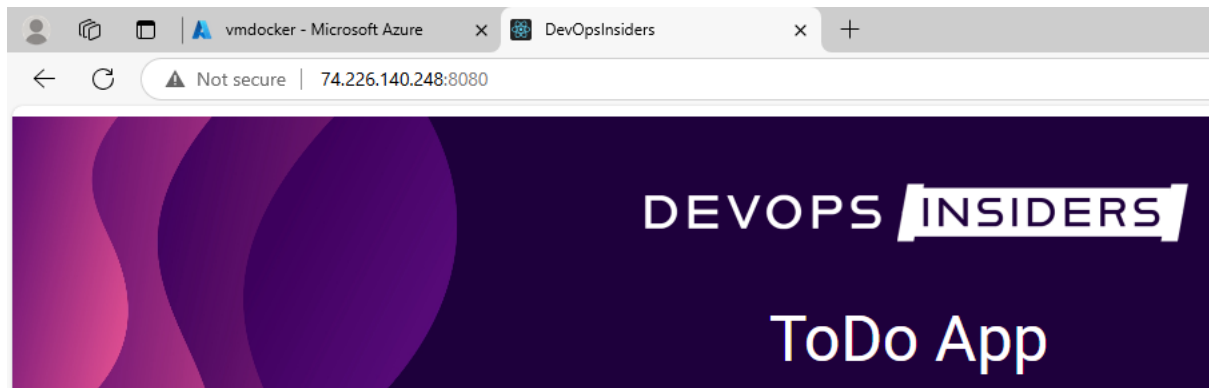 vmdocker - Microsoft Azure
DevOpsInsiders
Not secure 74.226.140.248:8080
DEVOPS INSIDERS
ToDo App